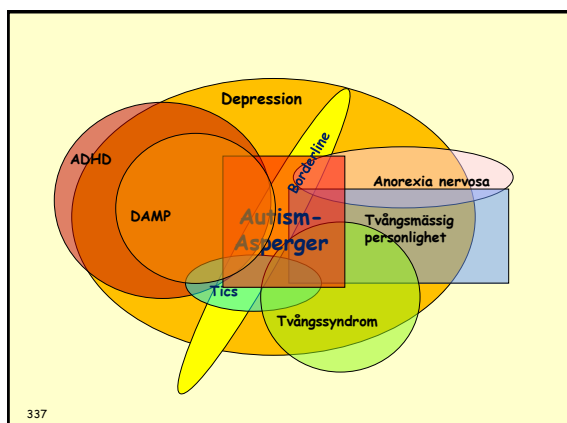 Depression
Borderline
ADHD
Anorexia nervosa
DAMP
Autism-
Asperger
Tvångsmässig
personlighet
Tics
Tvångssyndrom
337